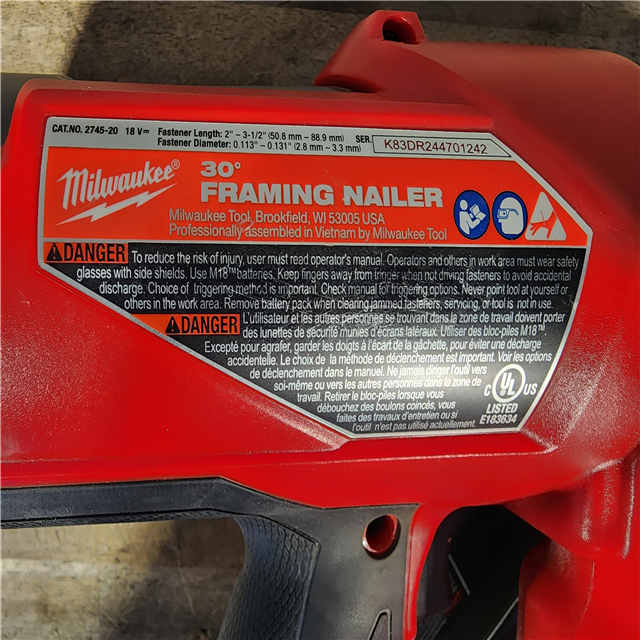 CAT.NO. 2745-20 18 V⎓ Fastener Length: 2" – 3-1/2" (50.8 mm – 88.9 mm) SER. K83DR244701242
Fastener Diameter: 0.113" – 0.131" (2.8 mm – 3.3 mm)
Milwaukee®
30°
FRAMING NAILER
Milwaukee Tool, Brookfield, WI 53005 USA
Professionally assembled in Vietnam by Milwaukee Tool
DANGER To reduce the risk of injury, user must read operator's manual. Operators and others in work area must wear safety
glasses with side shields. Use M18™ batteries. Keep fingers away from trigger when not driving fasteners to avoid accidental
discharge. Choice of triggering method is important. Check manual for triggering options. Never point tool at yourself or
others in the work area. Remove battery pack when clearing jammed fasteners, servicing, or tool is not in use.
DANGER L'utilisateur et les autres personnes se trouvant dans la zone de travail doivent porter
des lunettes de sécurité munies d'écrans latéraux. Utiliser des bloc-piles M18™.
Excepté pour agrafer, garder les doigts à l'écart de la gâchette, pour éviter une décharge
accidentelle. Le choix de la méthode de déclenchement est important. Voir les options
de déclenchement dans le manuel. Ne jamais diriger l'outil vers
soi-même ou vers les autres personnes dans la zone de
travail. Retirer le bloc-piles lorsque vous
débouchez des boulons coincés, vous
faites des travaux d'entretien ou si
l'outil n'est pas utilisé actuellement.
C UL US
LISTED
E183634